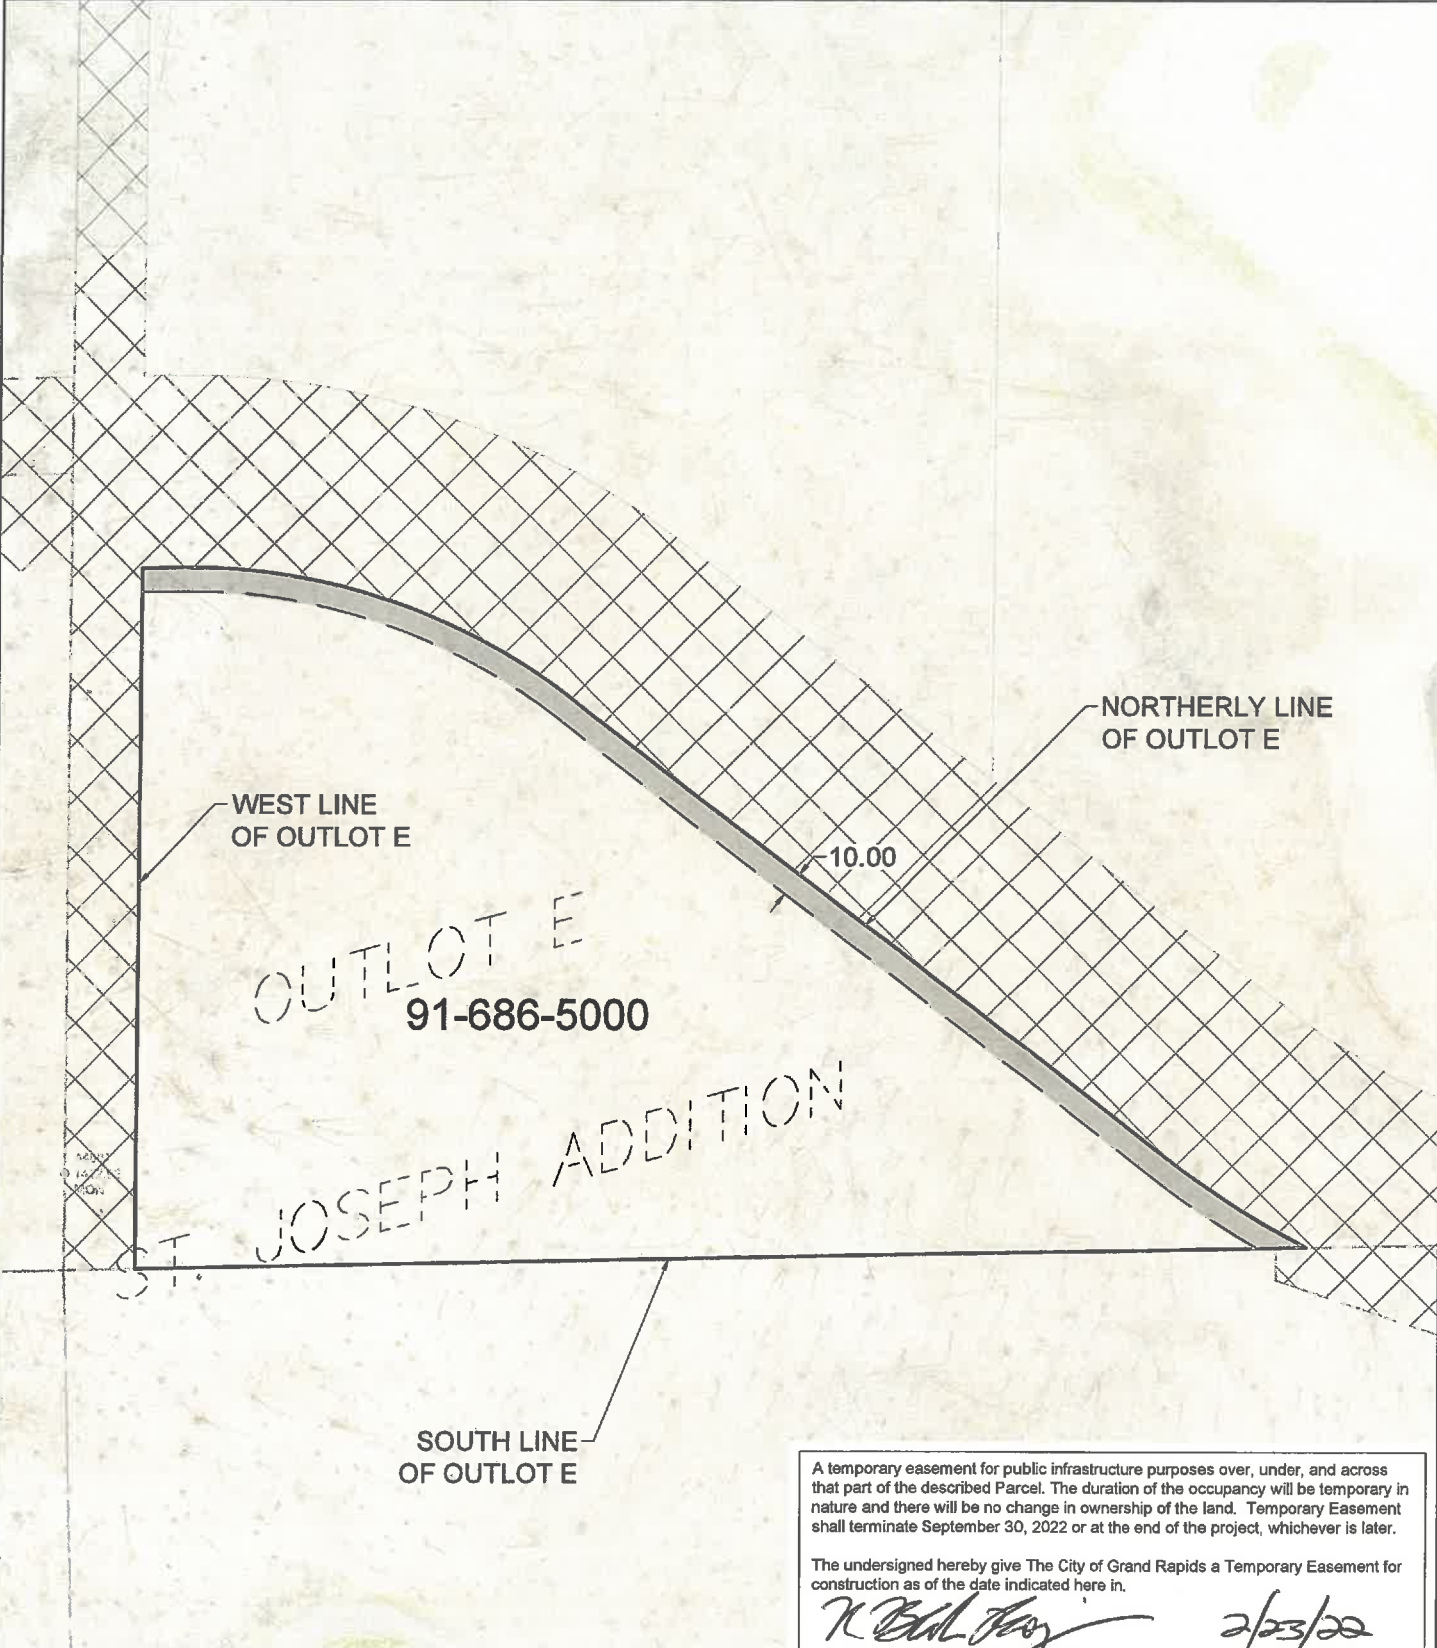 NORTHERLY LINE
OF OUTLOT E
WEST LINE
OF OUTLOT E
10.00
OUTLOT E
91-686-5000
ST. JOSEPH ADDITION
SOUTH LINE
OF OUTLOT E
A temporary easement for public infrastructure purposes over, under, and across
that part of the described Parcel. The duration of the occupancy will be temporary in
nature and there will be no change in ownership of the land. Temporary Easement
shall terminate September 30, 2022 or at the end of the project, whichever is later.
The undersigned hereby give The City of Grand Rapids a Temporary Easement for
construction as of the date indicated here in.
2/23/22